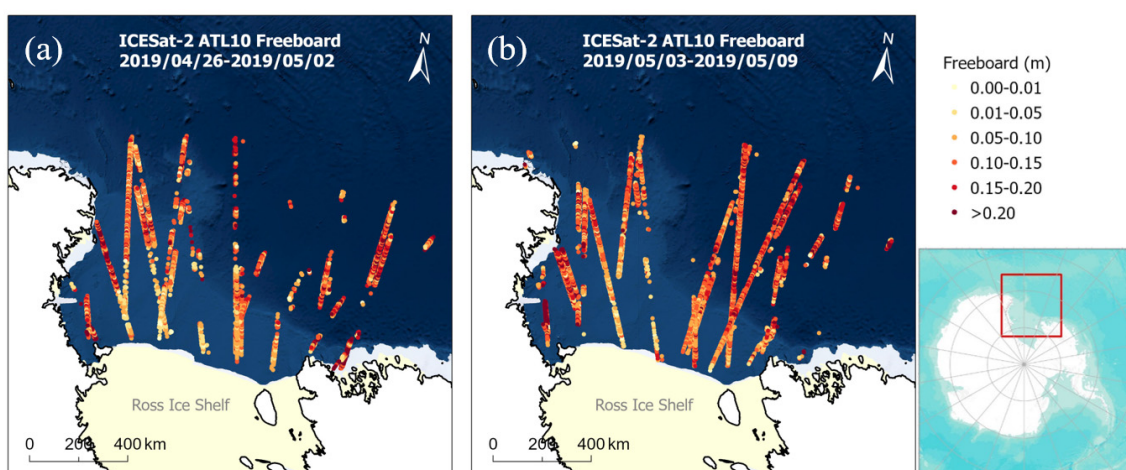 (a)
ICESat-2 ATL10 Freeboard
2019/04/26-2019/05/02
N
Ross Ice Shelf
0 200 400 km
(b)
ICESat-2 ATL10 Freeboard
2019/05/03-2019/05/09
N
Ross Ice Shelf
0 200 400 km
Freeboard (m)
0.00-0.01
0.01-0.05
0.05-0.10
0.10-0.15
0.15-0.20
>0.20